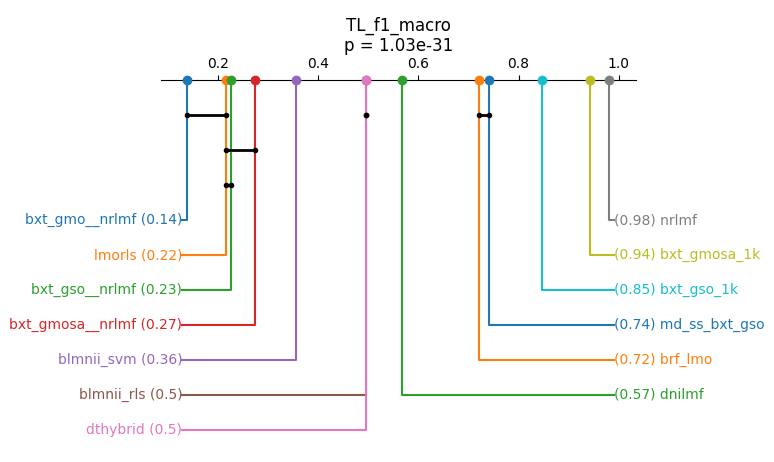 TL_f1_macro
p = 1.03e-31
0.2 0.4 0.6 0.8 1.0
bxt_gmo__nrlmf (0.14)
lmorls (0.22)
bxt_gso__nrlmf (0.23)
bxt_gmosa__nrlmf (0.27)
blmnii_svm (0.36)
blmnii_rls (0.5)
dthybrid (0.5)
(0.98) nrlmf
(0.94) bxt_gmosa_1k
(0.85) bxt_gso_1k
(0.74) md_ss_bxt_gso
(0.72) brf_lmo
(0.57) dnilmf